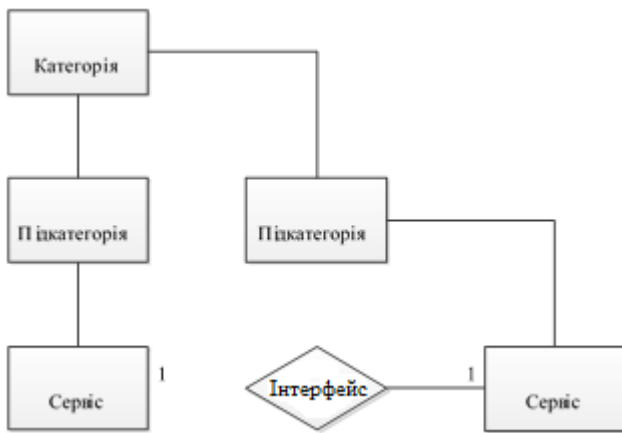 Категорія
Підкатегорія
Підкатегорія
Сервіс
1
Інтерфейс
1
Сервіс